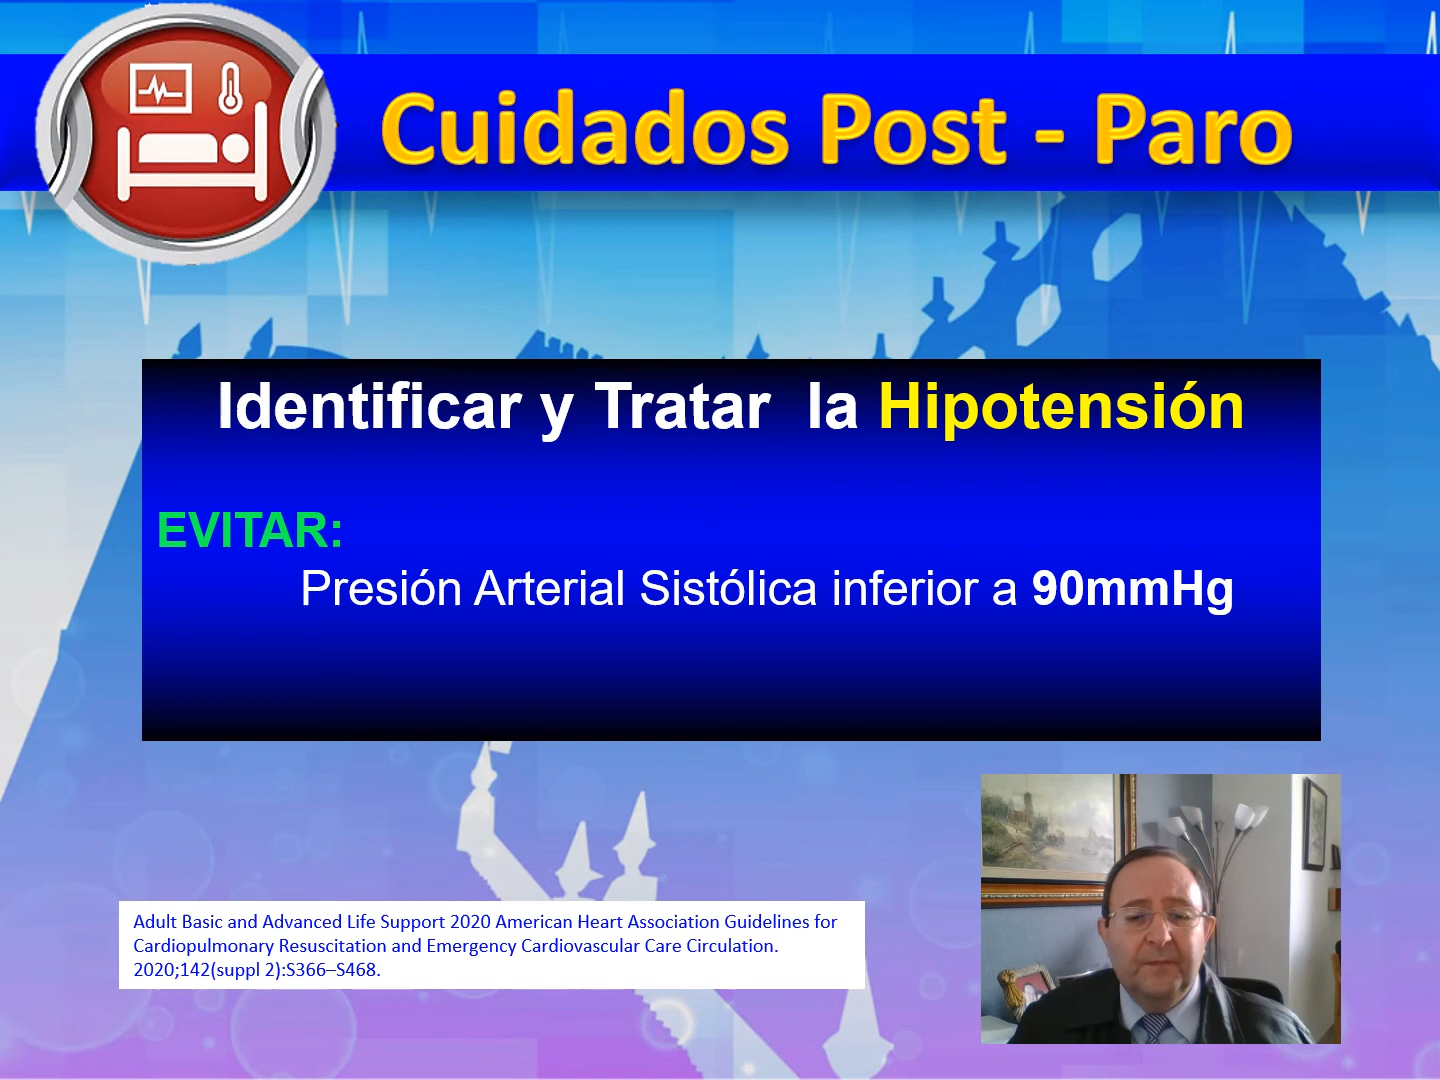 Cuidados Post - Paro
Identificar y Tratar la Hipotensión
EVITAR:
Presión Arterial Sistólica inferior a 90mmHg
Adult Basic and Advanced Life Support 2020 American Heart Association Guidelines for
Cardiopulmonary Resuscitation and Emergency Cardiovascular Care Circulation.
2020;142(suppl 2):S366–S468.